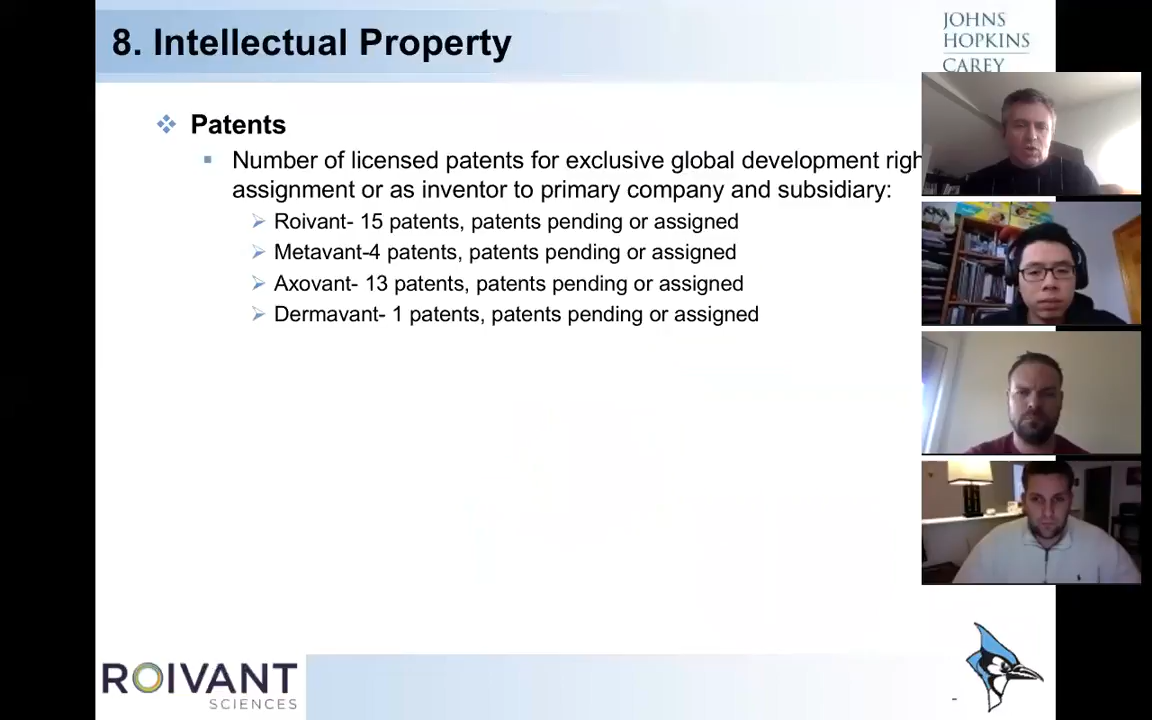 8. Intellectual Property
JOHNS
HOPKINS
CAREY
Patents
Number of licensed patents for exclusive global development
assignment or as inventor to primary company and subsidiary:
Roivant- 15 patents, patents pending or assigned
Metavant-4 patents, patents pending or assigned
Axovant- 13 patents, patents pending or assigned
Dermavant- 1 patents, patents pending or assigned
ROIVANT
SCIENCES